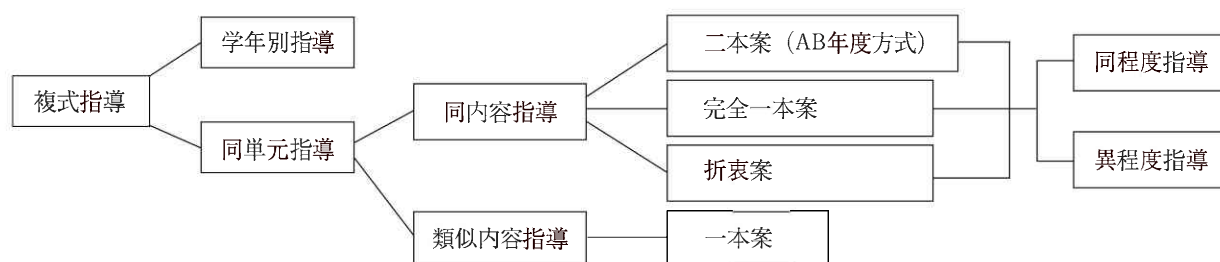 複式指導
学年別指導
同単元指導
同内容指導
類似内容指導
二本案（AB年度方式）
完全一本案
折衷案
一本案
同程度指導
異程度指導